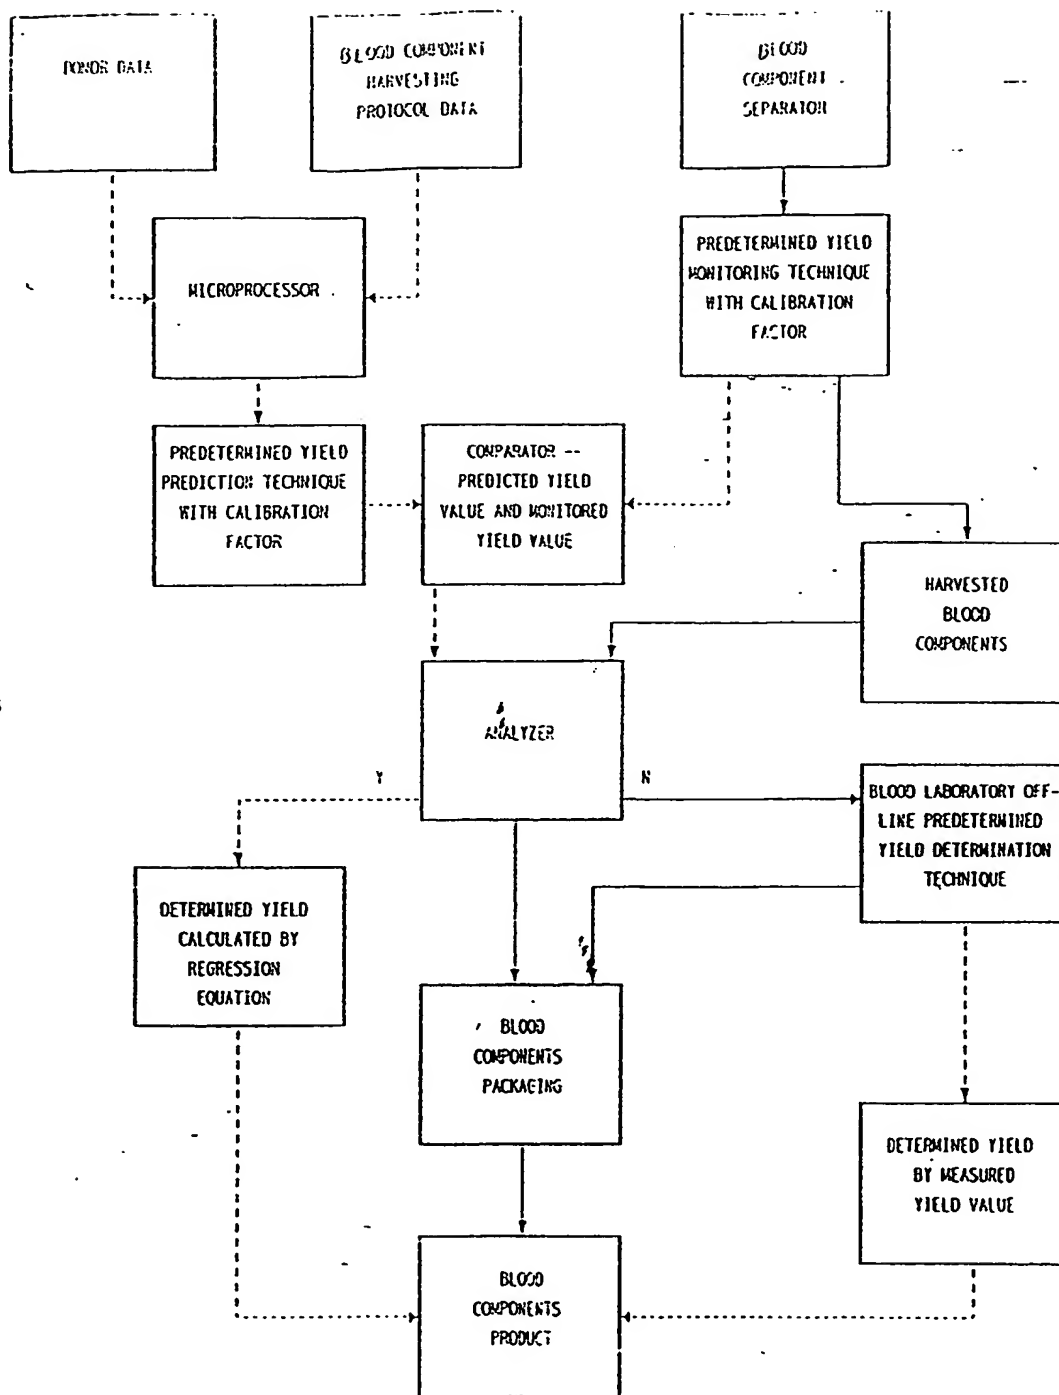 DONOR DATA
BLOOD COMPONENT
HARVESTING
PROTOCOL DATA
BLOOD
COMPONENT
SEPARATOR
MICROPROCESSOR
PREDETERMINED YIELD
MONITORING TECHNIQUE
WITH CALIBRATION
FACTOR
PREDETERMINED YIELD
PREDICTION TECHNIQUE
WITH CALIBRATION
FACTOR
COMPARATOR --
PREDICTED YIELD
VALUE AND MONITORED
YIELD VALUE
HARVESTED
BLOOD
COMPONENTS
ANALYZER
Y
N
BLOOD LABORATORY OFF-
LINE PREDETERMINED
YIELD DETERMINATION
TECHNIQUE
DETERMINED YIELD
CALCULATED BY
REGRESSION
EQUATION
BLOOD
COMPONENTS
PACKAGING
DETERMINED YIELD
BY MEASURED
YIELD VALUE
BLOOD
COMPONENTS
PRODUCT